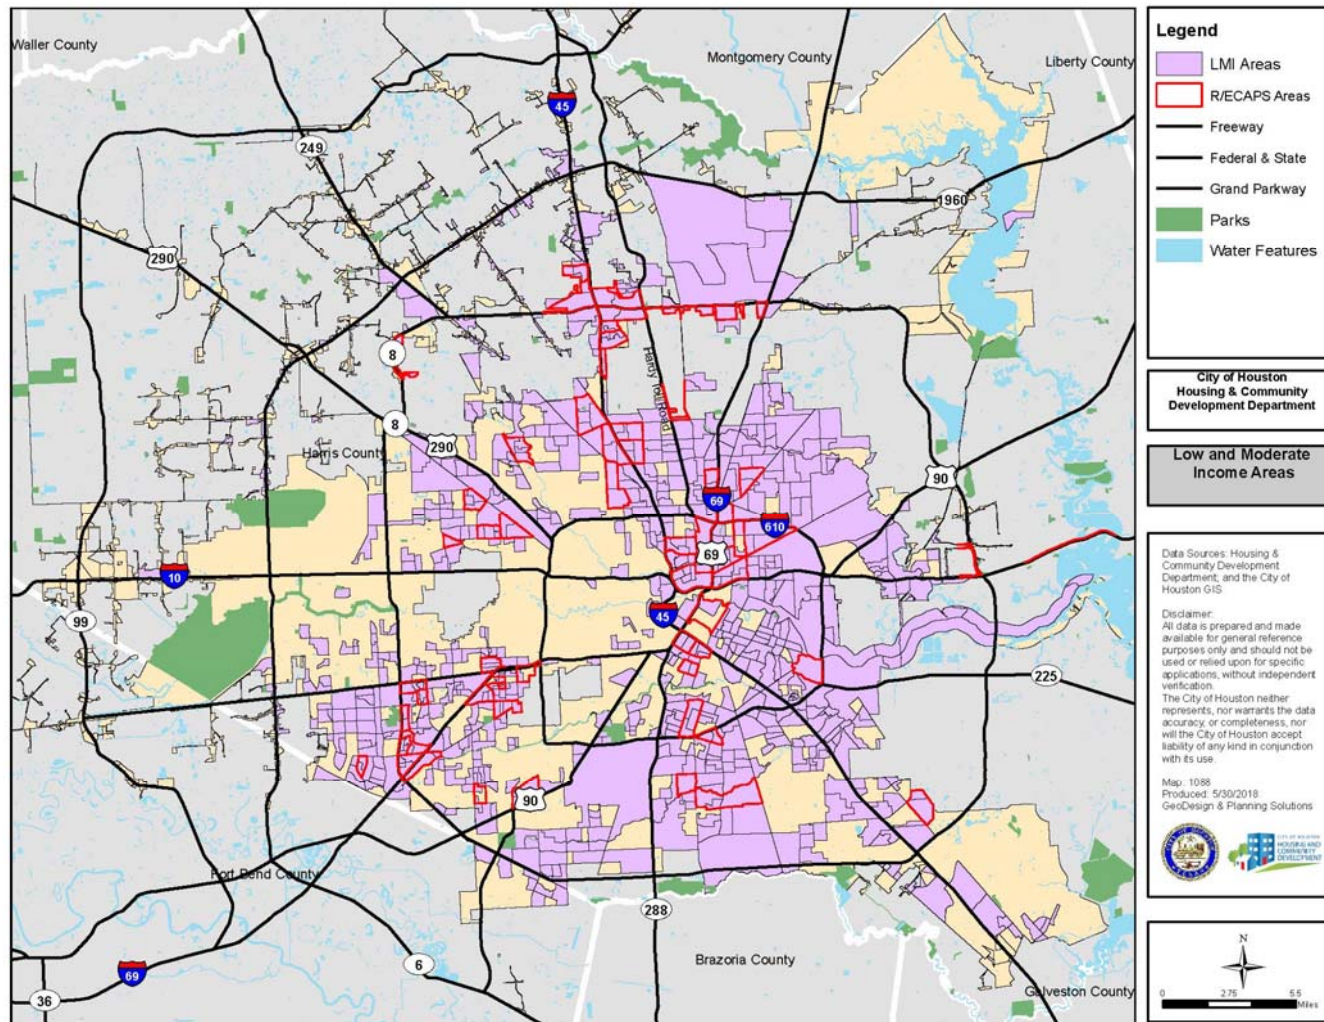 Waller County
Montgomery County
Liberty County
45
249
1960
290
8
Hardy Toll Road
8
290
Harris County
69
90
610
69
10
45
99
225
90
Fort Bend County
288
Brazoria County
6
69
36
Galveston County
Legend
LMI Areas
R/ECAPS Areas
Freeway
Federal & State
Grand Parkway
Parks
Water Features
City of Houston
Housing & Community
Development Department
Low and Moderate
Income Areas
Data Sources: Housing &
Community Development
Department; and the City of
Houston GIS
Disclaimer:
All data is prepared and made
available for general reference
purposes only and should not be
used or relied upon for specific
applications, without independent
verification.
The City of Houston neither
represents, nor warrants the data
accuracy, or completeness, nor
will the City of Houston accept
liability of any kind in conjunction
with its use.
Map: 1088
Produced: 5/30/2018
GeoDesign & Planning Solutions
CITY OF HOUSTON
HOUSING AND
COMMUNITY
DEVELOPMENT
N
0 2.75 5.5
Miles